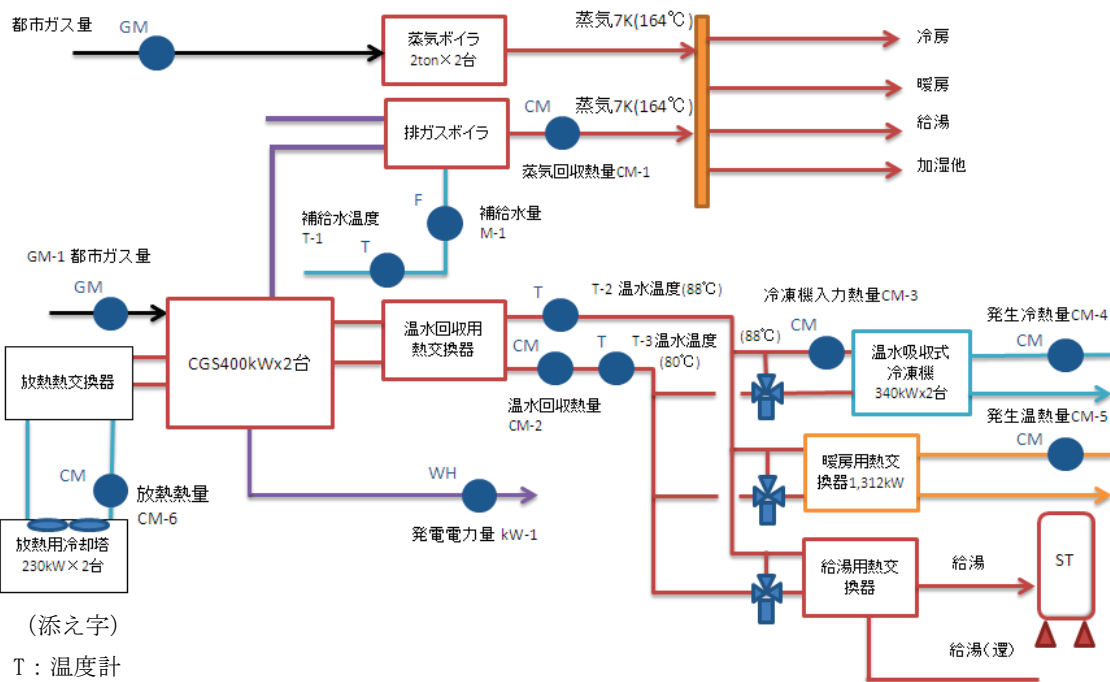 都市ガス量
GM
蒸気ボイラ
2ton×2台
蒸気7K(164℃)
冷房
暖房
給湯
加湿他
排ガスボイラ
CM
蒸気7K(164℃)
蒸気回収熱量CM-1
F
補給水量
M-1
補給水温度
T-1
T
GM-1 都市ガス量
GM
CGS400kWx2台
放熱熱交換器
CM
放熱熱量
CM-6
放熱用冷却塔
230kW×2台
温水回収用
熱交換器
T
T-2 温水温度(88℃)
CM
T
T-3温水温度
(80℃)
温水回収熱量
CM-2
WH
発電電力量 kW-1
冷凍機入力熱量CM-3
(88℃)
CM
温水吸収式
冷凍機
340kWx2台
発生冷熱量CM-4
CM
発生温熱量CM-5
CM
暖房用熱交
換器1,312kW
給湯用熱交
換器
給湯
ST
給湯(還)
(添え字)
T：温度計